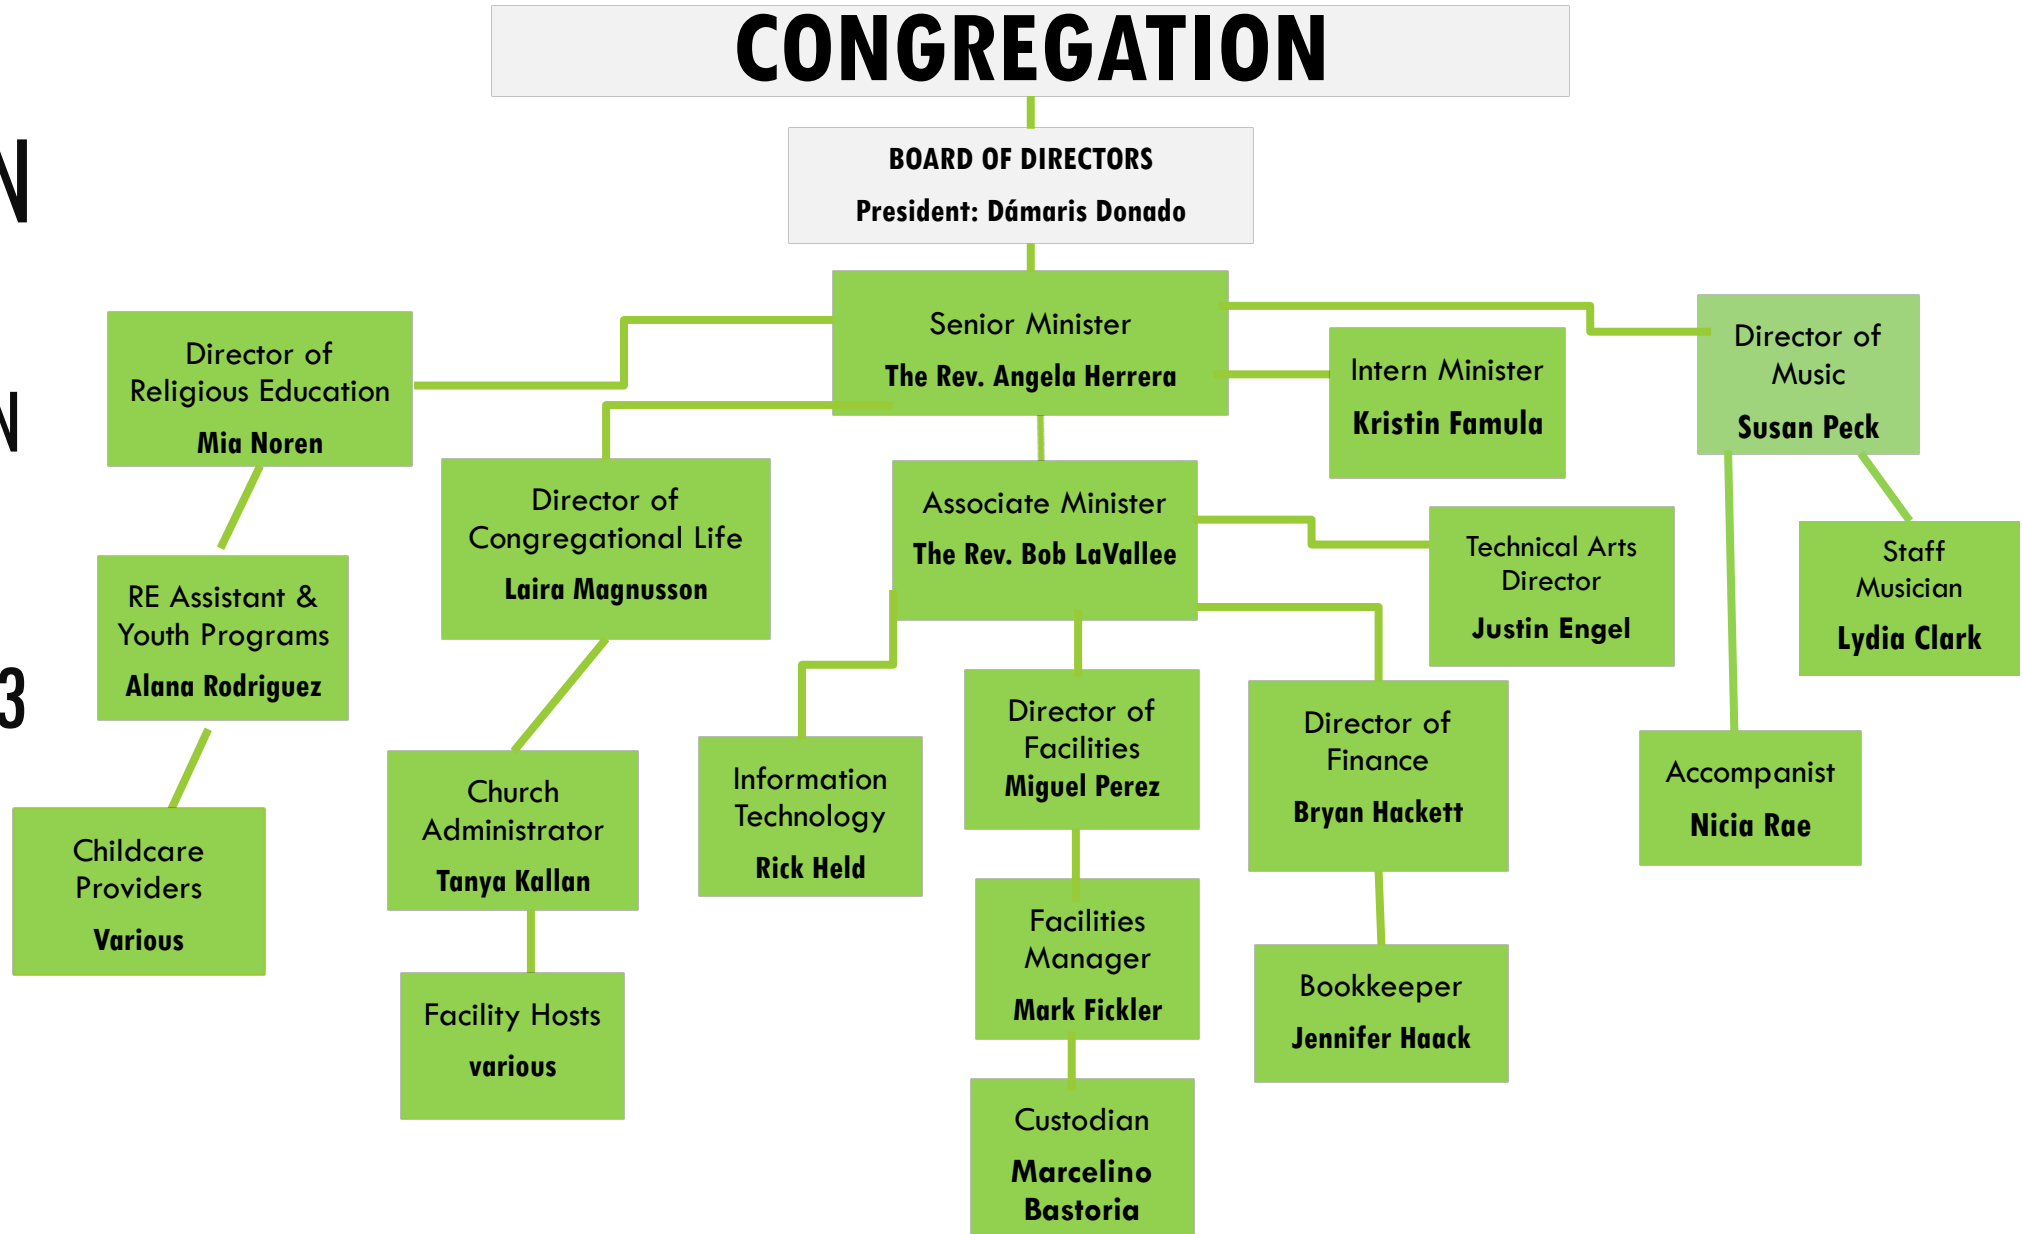 CONGREGATION
BOARD OF DIRECTORS
President: Dámaris Donado
N
N
3
Senior Minister
The Rev. Angela Herrera
Director of
Religious Education
Mia Noren
Intern Minister
Kristin Famula
Director of
Music
Susan Peck
Director of
Congregational Life
Laira Magnusson
Associate Minister
The Rev. Bob LaVallee
Technical Arts
Director
Justin Engel
Staff
Musician
Lydia Clark
RE Assistant &
Youth Programs
Alana Rodriguez
Information
Technology
Rick Held
Director of
Facilities
Miguel Perez
Director of
Finance
Bryan Hackett
Accompanist
Nicia Rae
Church
Administrator
Tanya Kallan
Childcare
Providers
Various
Facilities
Manager
Mark Fickler
Bookkeeper
Jennifer Haack
Facility Hosts
various
Custodian
Marcelino
Bastoria